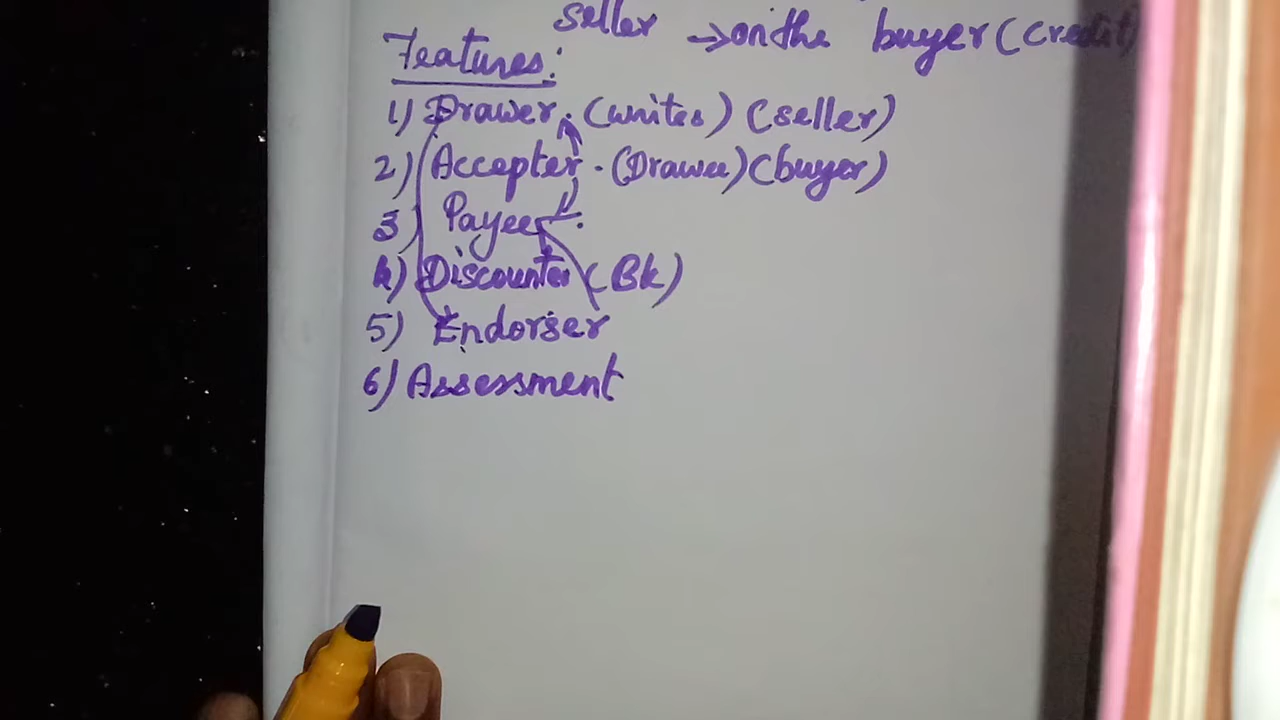 seller → on the buyer (Credit)
Features:
1) Drawer. (writes) (seller)
2) Accepter. (Drawee) (buyer)
3) Payee.
4) Discounter (Bk)
5) Endorser
6) Assessment